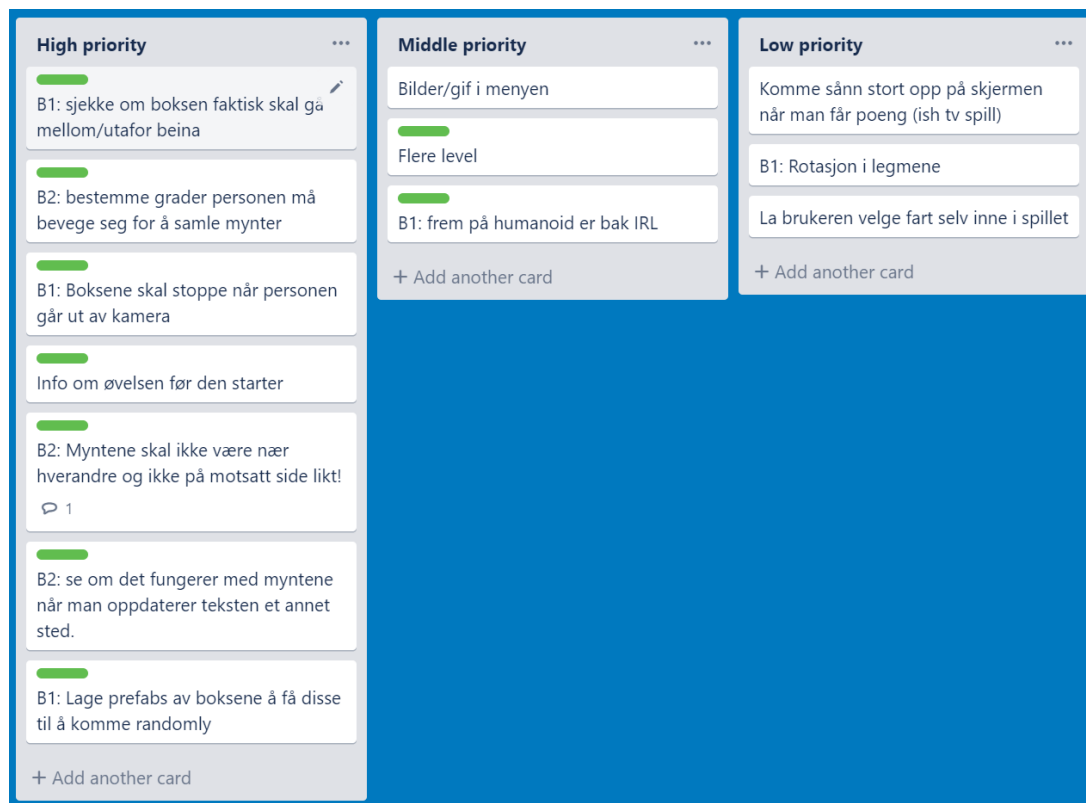 High priority
B1: sjekke om boksen faktisk skal gå
mellom/utafor beina
B2: bestemme grader personen må
bevege seg for å samle mynter
B1: Boksene skal stoppe når personen
går ut av kamera
Info om øvelsen før den starter
B2: Myntene skal ikke være nær
hverandre og ikke på motsatt side likt!
1
B2: se om det fungerer med myntene
når man oppdaterer teksten et annet
sted.
B1: Lage prefabs av boksene å få disse
til å komme randomly
+ Add another card
Middle priority
Bilder/gif i menyen
Flere level
B1: frem på humanoid er bak IRL
+ Add another card
Low priority
Komme sånn stort opp på skjermen
når man får poeng (ish tv spill)
B1: Rotasjon i legmene
La brukeren velge fart selv inne i spillet
+ Add another card